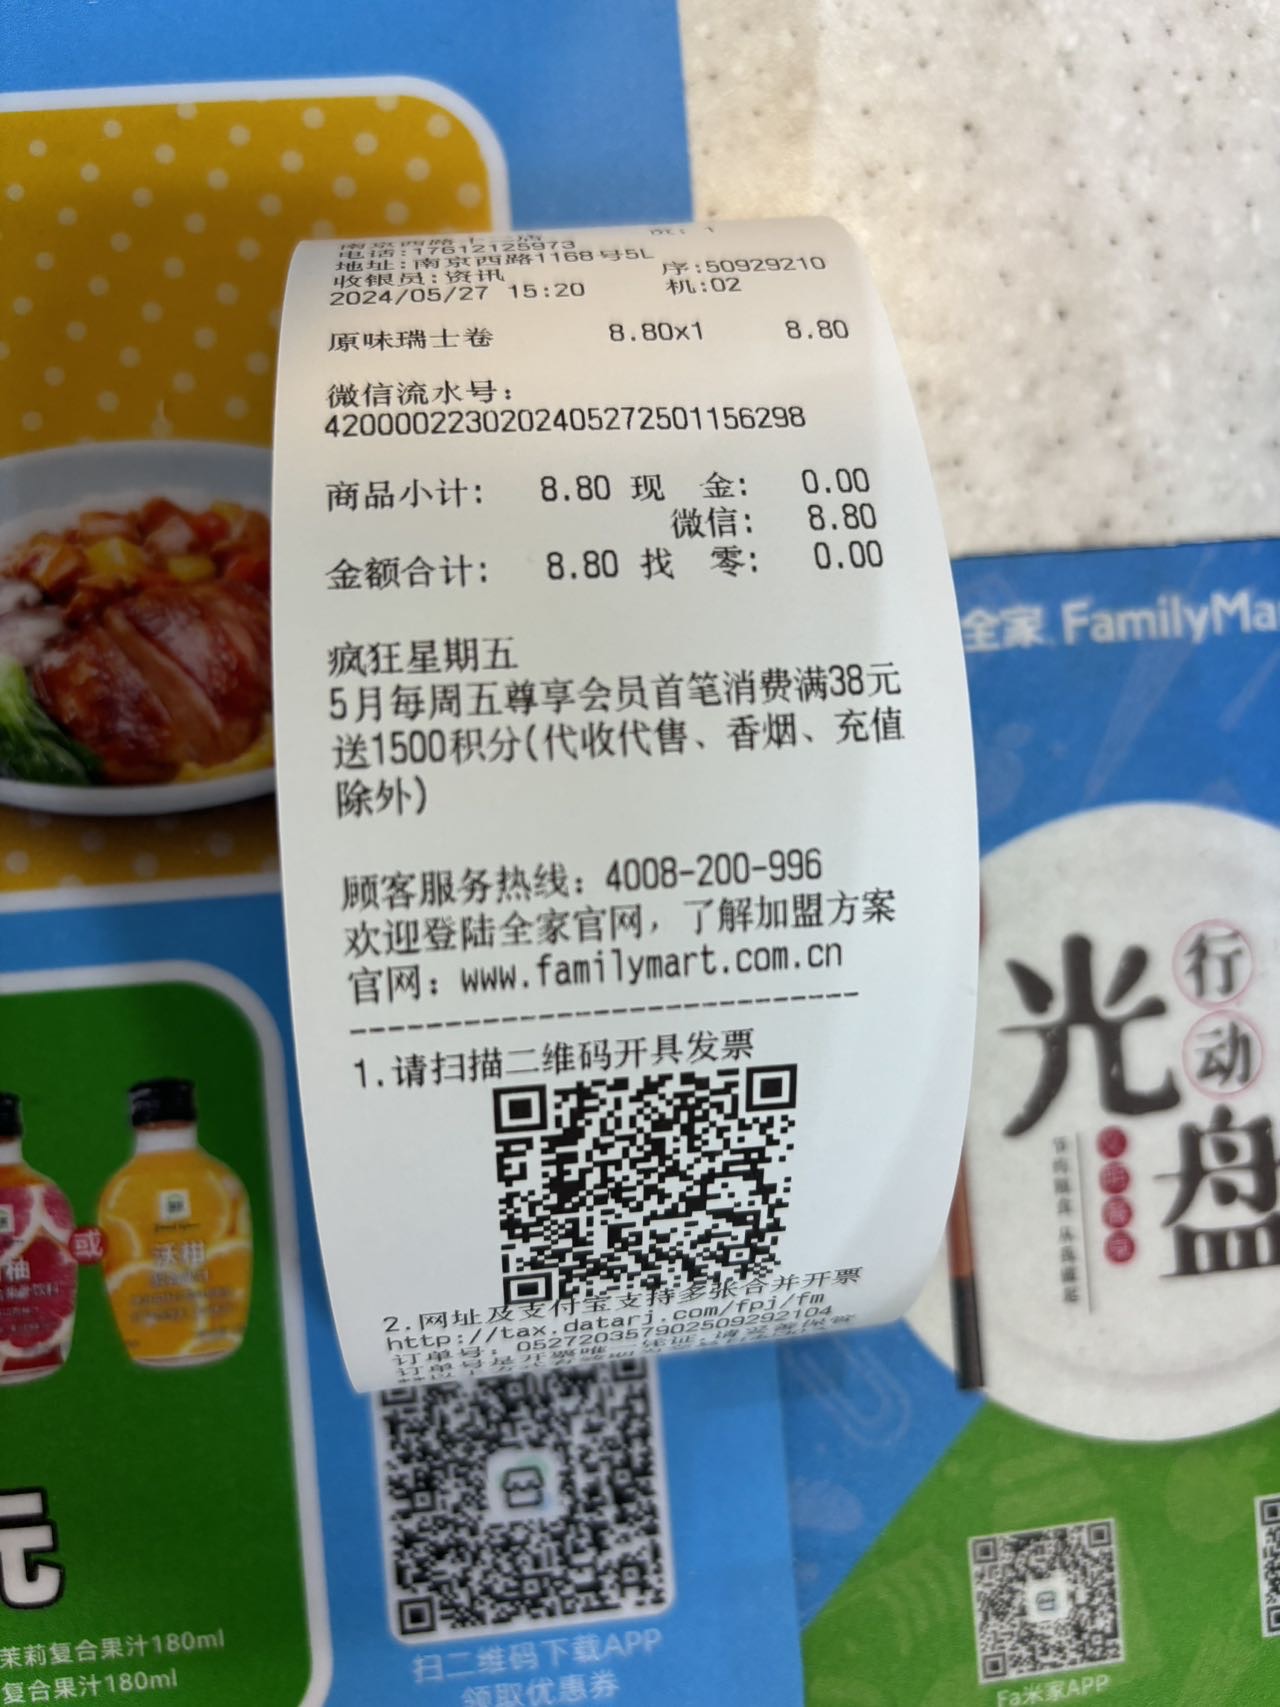 电话:17612125973
地址:南京西路1168号5L
收银员:资讯 序:50929210
2024/05/27 15:20 机:02
原味瑞士卷 8.80x1 8.80
微信流水号:
4200002230202405272501156298
商品小计: 8.80 现 金: 0.00
微信: 8.80
金额合计: 8.80 找 零: 0.00
疯狂星期五
5月每周五尊享会员首笔消费满38元
送1500积分(代收代售、香烟、充值
除外)
顾客服务热线: 4008-200-996
欢迎登陆全家官网, 了解加盟方案
官网: www.familymart.com.cn
1.请扫描二维码开具发票
2.网址及支付宝支持多张合并开票
http://tax.datarj.com/fpj/fm
订单号: 052720357902509292104
全家 FamilyMa
光盘
行动
或
沃柑
柚
元
茉莉复合果汁180ml
复合果汁180ml
扫二维码下载APP
领取优惠券
Fa米家APP